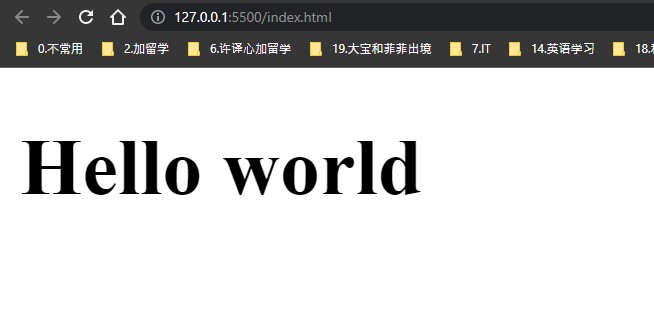 127.0.0.1:5500/index.html
0.不常用 2.加留学 6.许译心加留学 19.大宝和菲菲出境 7.IT 14.英语学习 18.
Hello world